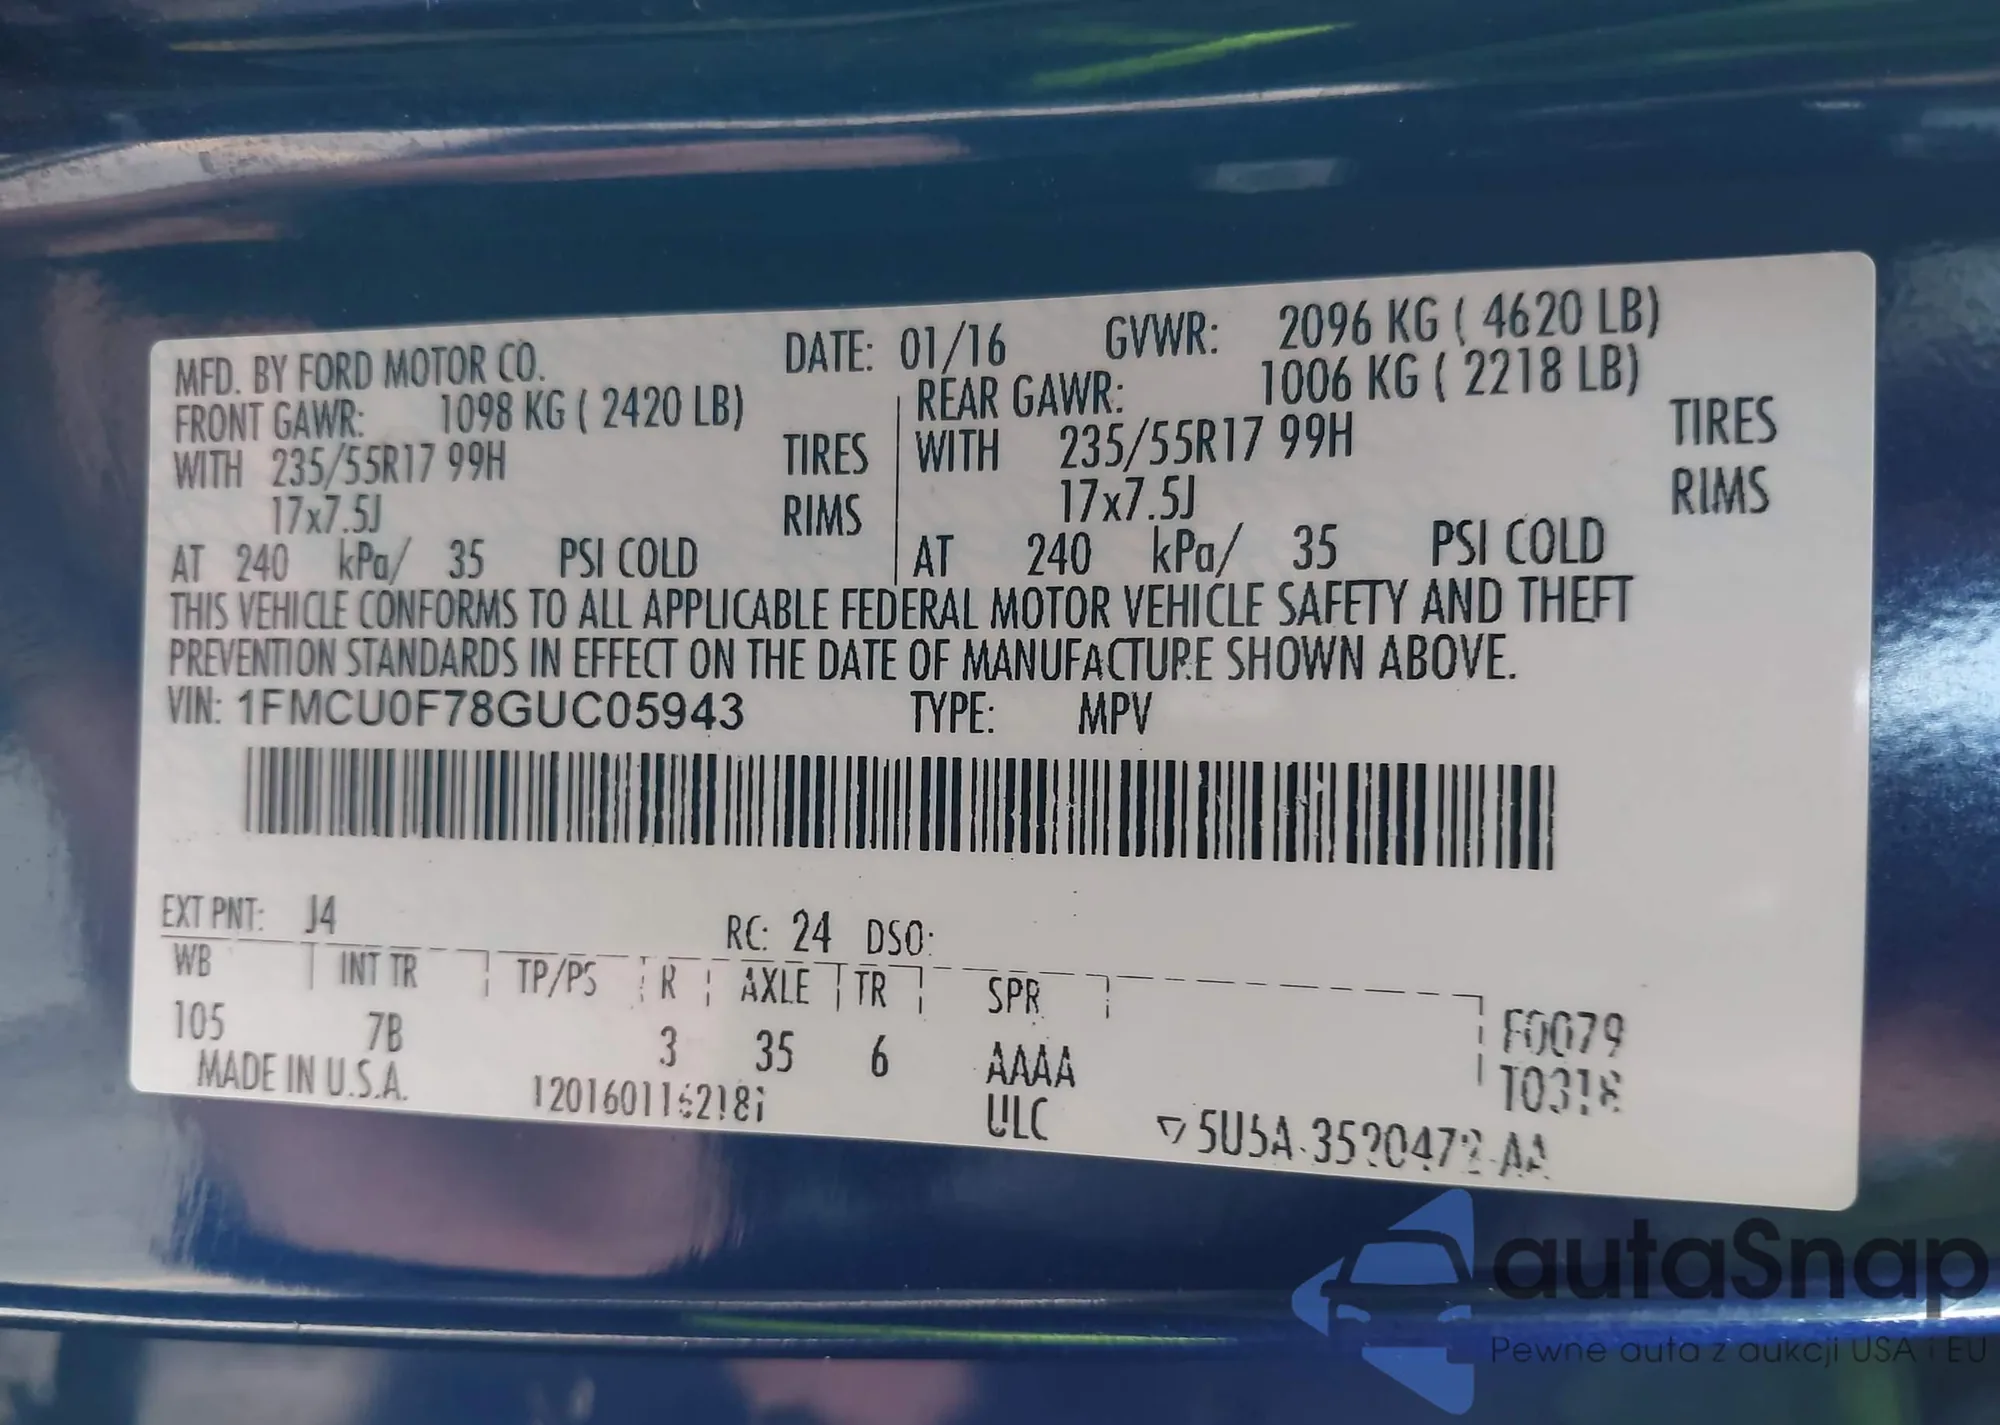 MFD. BY FORD MOTOR CO. DATE: 01/16 GVWR: 2096 KG ( 4620 LB)
FRONT GAWR: 1098 KG ( 2420 LB) REAR GAWR: 1006 KG ( 2218 LB)
WITH 235/55R17 99H TIRES WITH 235/55R17 99H TIRES
17x7.5J RIMS 17x7.5J RIMS
AT 240 kPa/ 35 PSI COLD AT 240 kPa/ 35 PSI COLD
THIS VEHICLE CONFORMS TO ALL APPLICABLE FEDERAL MOTOR VEHICLE SAFETY AND THEFT
PREVENTION STANDARDS IN EFFECT ON THE DATE OF MANUFACTURE SHOWN ABOVE.
VIN: 1FMCU0F78GUC05943 TYPE: MPV
EXT PNT: J4 RC: 24 DSO:
WB INT TR TP/PS R AXLE TR SPR
105 7B 3 35 6 AAAA F0079
MADE IN U.S.A. ULC T0318
autaSnap
Pewne auta z aukcji USA i EU